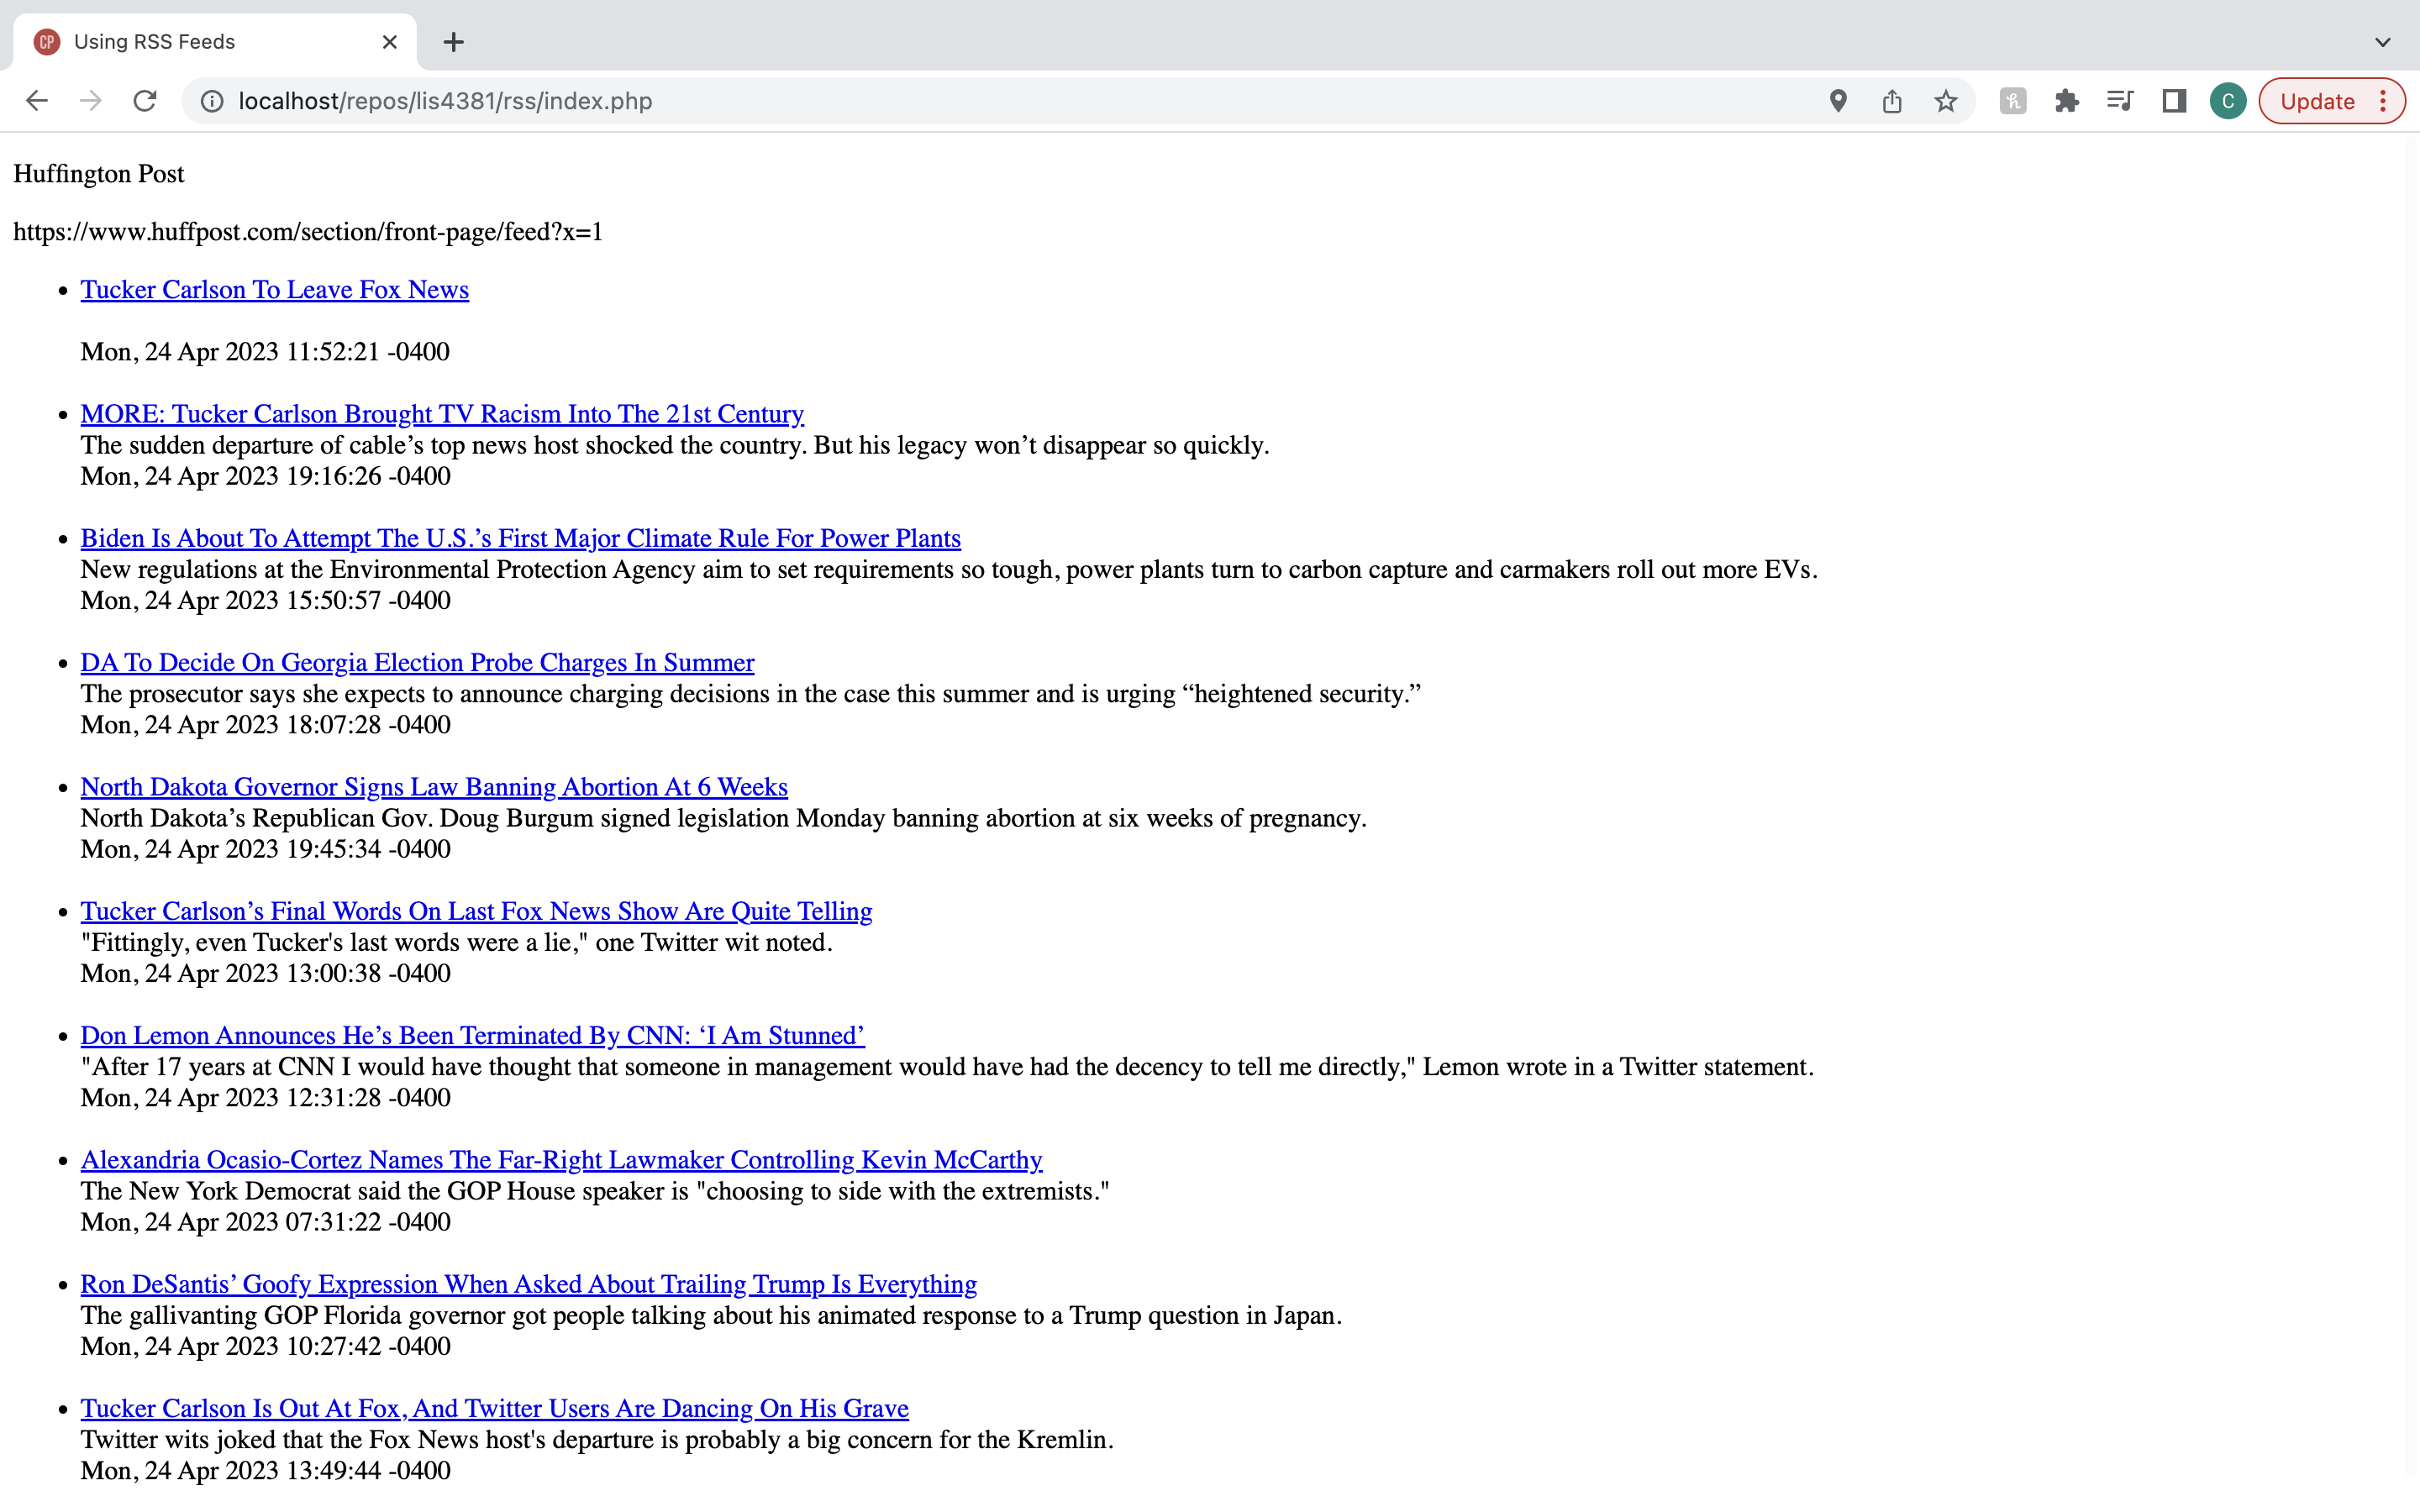 CP Using RSS Feeds
localhost/repos/lis4381/rss/index.php
h
C
Update
Huffington Post
https://www.huffpost.com/section/front-page/feed?x=1
Tucker Carlson To Leave Fox News
Mon, 24 Apr 2023 11:52:21 -0400
MORE: Tucker Carlson Brought TV Racism Into The 21st Century
The sudden departure of cable’s top news host shocked the country. But his legacy won’t disappear so quickly.
Mon, 24 Apr 2023 19:16:26 -0400
Biden Is About To Attempt The U.S.’s First Major Climate Rule For Power Plants
New regulations at the Environmental Protection Agency aim to set requirements so tough, power plants turn to carbon capture and carmakers roll out more EVs.
Mon, 24 Apr 2023 15:50:57 -0400
DA To Decide On Georgia Election Probe Charges In Summer
The prosecutor says she expects to announce charging decisions in the case this summer and is urging “heightened security.”
Mon, 24 Apr 2023 18:07:28 -0400
North Dakota Governor Signs Law Banning Abortion At 6 Weeks
North Dakota’s Republican Gov. Doug Burgum signed legislation Monday banning abortion at six weeks of pregnancy.
Mon, 24 Apr 2023 19:45:34 -0400
Tucker Carlson’s Final Words On Last Fox News Show Are Quite Telling
"Fittingly, even Tucker's last words were a lie," one Twitter wit noted.
Mon, 24 Apr 2023 13:00:38 -0400
Don Lemon Announces He’s Been Terminated By CNN: ‘I Am Stunned’
"After 17 years at CNN I would have thought that someone in management would have had the decency to tell me directly," Lemon wrote in a Twitter statement.
Mon, 24 Apr 2023 12:31:28 -0400
Alexandria Ocasio-Cortez Names The Far-Right Lawmaker Controlling Kevin McCarthy
The New York Democrat said the GOP House speaker is "choosing to side with the extremists."
Mon, 24 Apr 2023 07:31:22 -0400
Ron DeSantis’ Goofy Expression When Asked About Trailing Trump Is Everything
The gallivanting GOP Florida governor got people talking about his animated response to a Trump question in Japan.
Mon, 24 Apr 2023 10:27:42 -0400
Tucker Carlson Is Out At Fox, And Twitter Users Are Dancing On His Grave
Twitter wits joked that the Fox News host's departure is probably a big concern for the Kremlin.
Mon, 24 Apr 2023 13:49:44 -0400